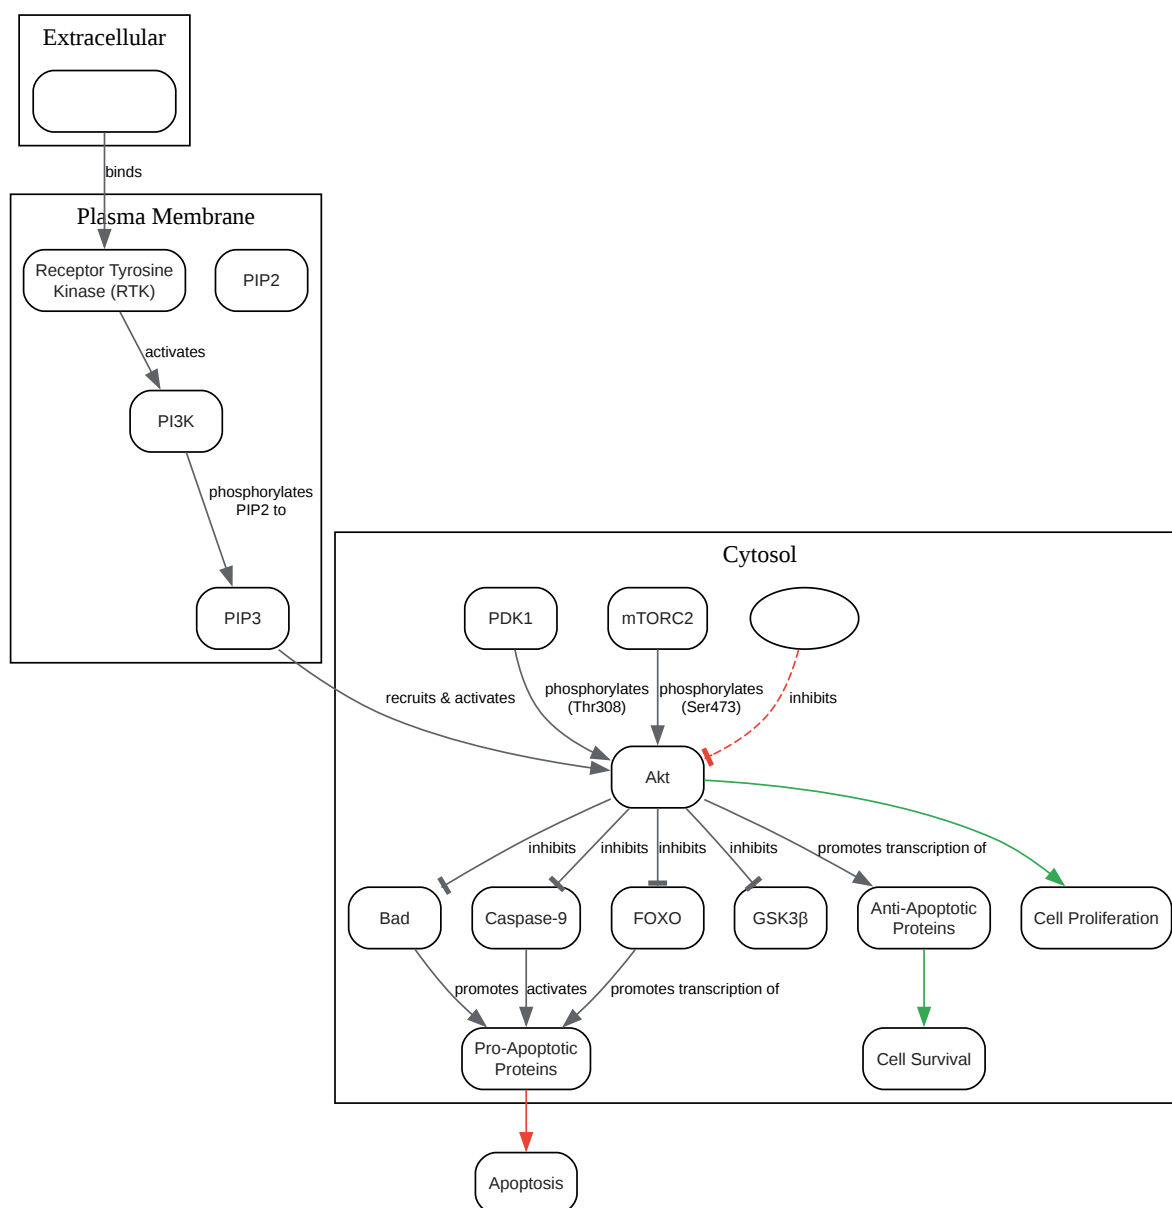 Extracellular
binds
Plasma Membrane
Receptor Tyrosine
Kinase (RTK)
PIP2
activates
PI3K
phosphorylates
PIP2 to
PIP3
Cytosol
PDK1
mTORC2
recruits & activates
phosphorylates
(Thr308)
phosphorylates
(Ser473)
inhibits
Akt
inhibits
inhibits
inhibits
inhibits
promotes transcription of
Bad
Caspase-9
FOXO
GSK3β
Anti-Apoptotic
Proteins
Cell Proliferation
promotes
activates
promotes transcription of
Pro-Apoptotic
Proteins
Cell Survival
Apoptosis